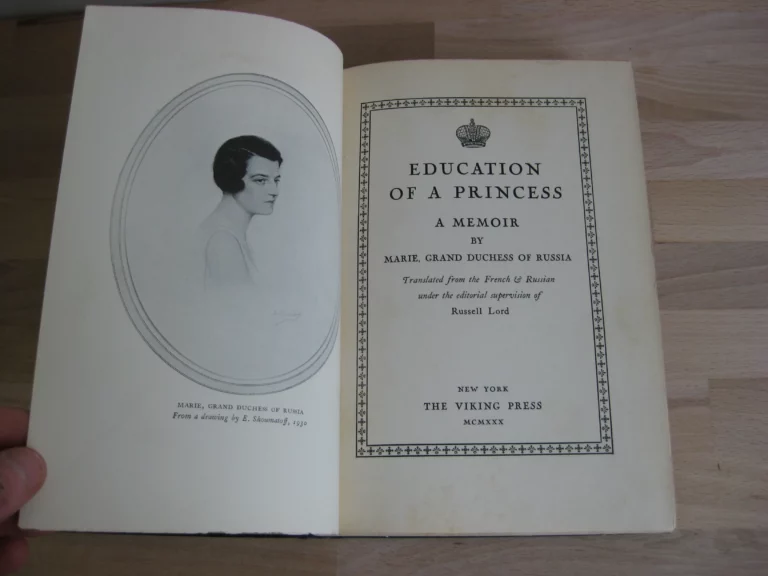 MARIE, GRAND DUCHESS OF RUSIA
From a drawing by E. Shoumatoff, 1930
EDUCATION
OF A PRINCESS
A MEMOIR
BY
MARIE, GRAND DUCHESS OF RUSSIA
Translated from the French & Russian
under the editorial supervision of
Russell Lord
NEW YORK
THE VIKING PRESS
MCMXXX